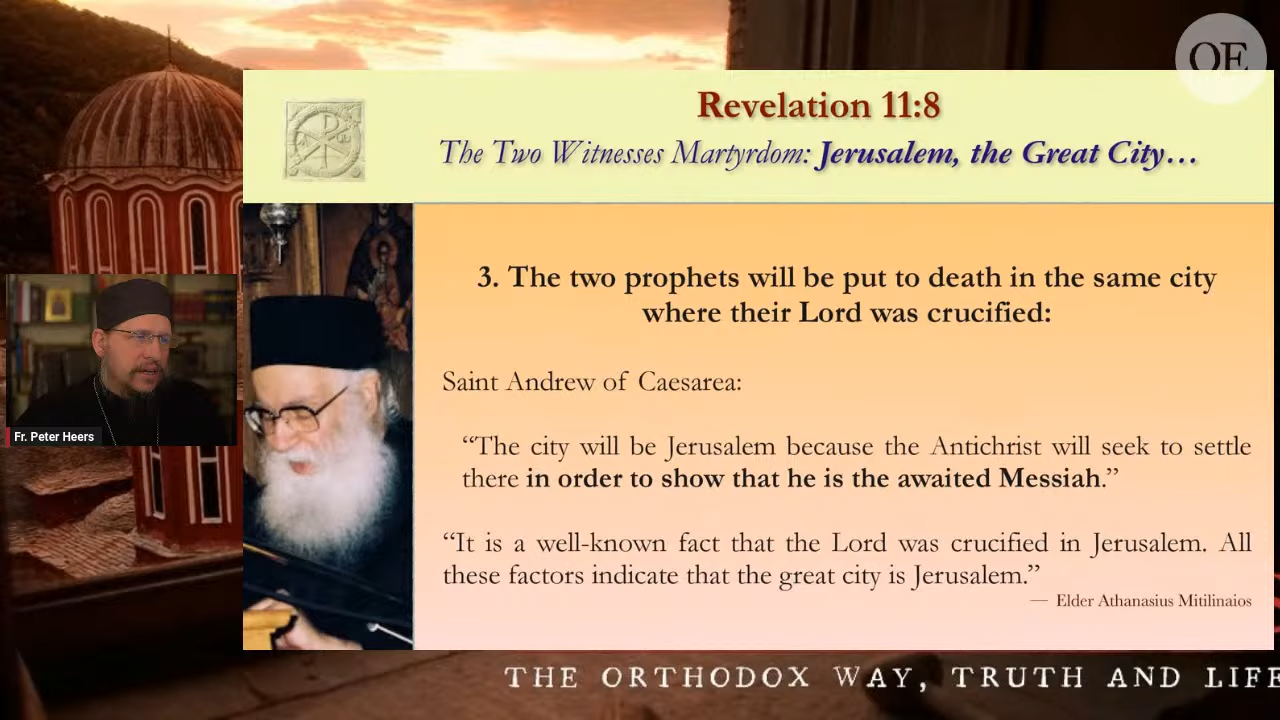 OE
Revelation 11:8
The Two Witnesses Martyrdom: Jerusalem, the Great City…
3. The two prophets will be put to death in the same city
where their Lord was crucified:
Saint Andrew of Caesarea:
“The city will be Jerusalem because the Antichrist will seek to settle
there in order to show that he is the awaited Messiah.”
“It is a well-known fact that the Lord was crucified in Jerusalem. All
these factors indicate that the great city is Jerusalem.”
— Elder Athanasius Mitilinaios
Fr. Peter Heers
THE ORTHODOX WAY, TRUTH AND LIFE